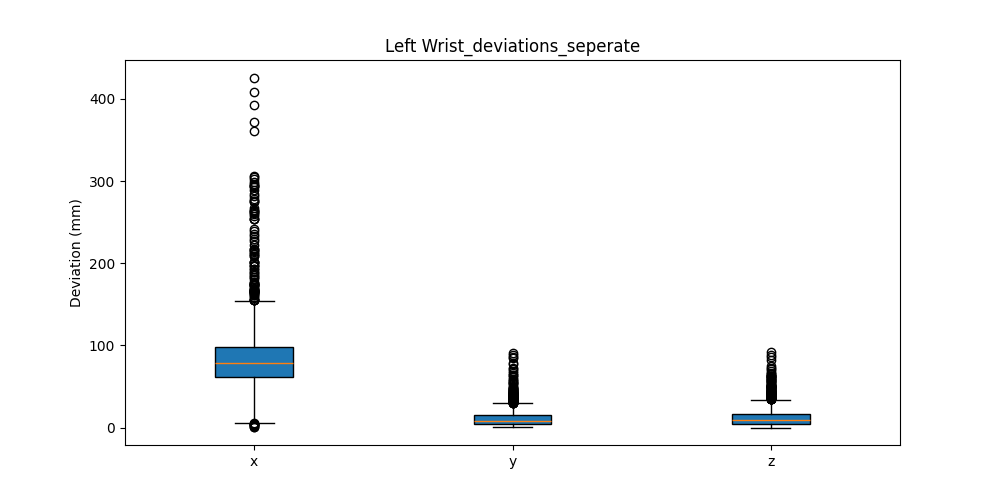 Left Wrist_deviations_seperate
Deviation (mm)
400
300
200
100
0
x
y
z